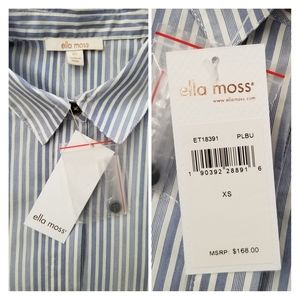 ella moss
ella moss
ella moss®
www.ellamoss.com
ET18391 PLBU
1 90392 28891 6
XS
MSRP: $168.00